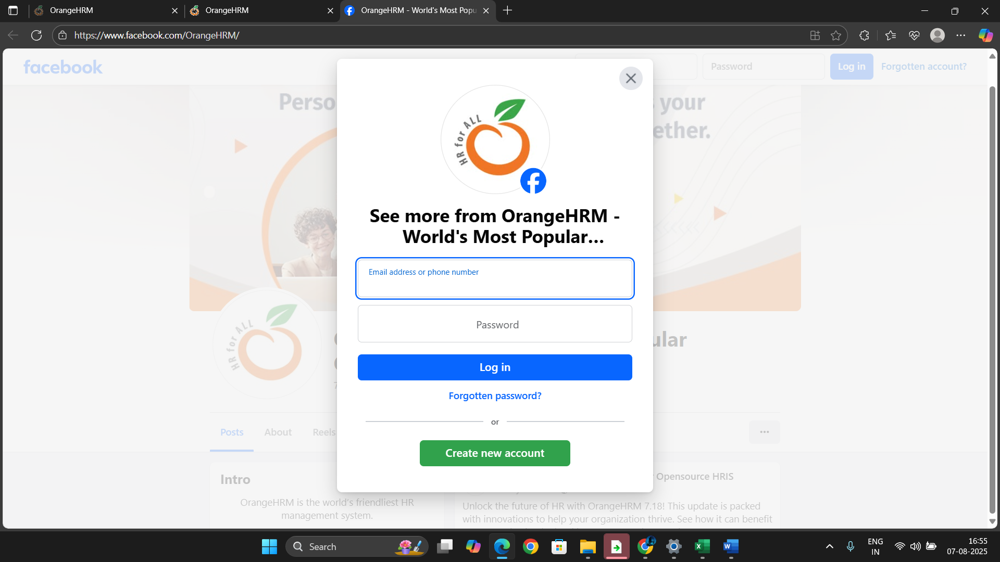 OrangeHRM
OrangeHRM
OrangeHRM - World's Most Popu
https://www.facebook.com/OrangeHRM/
facebook
Password
Log in
Forgotten account?
Perso
s your
ether.
HR for ALL
See more from OrangeHRM -
World's Most Popular...
Email address or phone number
HR for ALL
Password
ular
Log in
Forgotten password?
or
Posts
About
Reels
Create new account
Intro
Opensource HRIS
OrangeHRM is the world's friendliest HR
management system.
Unlock the future of HR with OrangeHRM 7.18! This update is packed
with innovations to help your organization thrive. See how it can benefit
Search
ENG
IN
16:55
07-08-2025